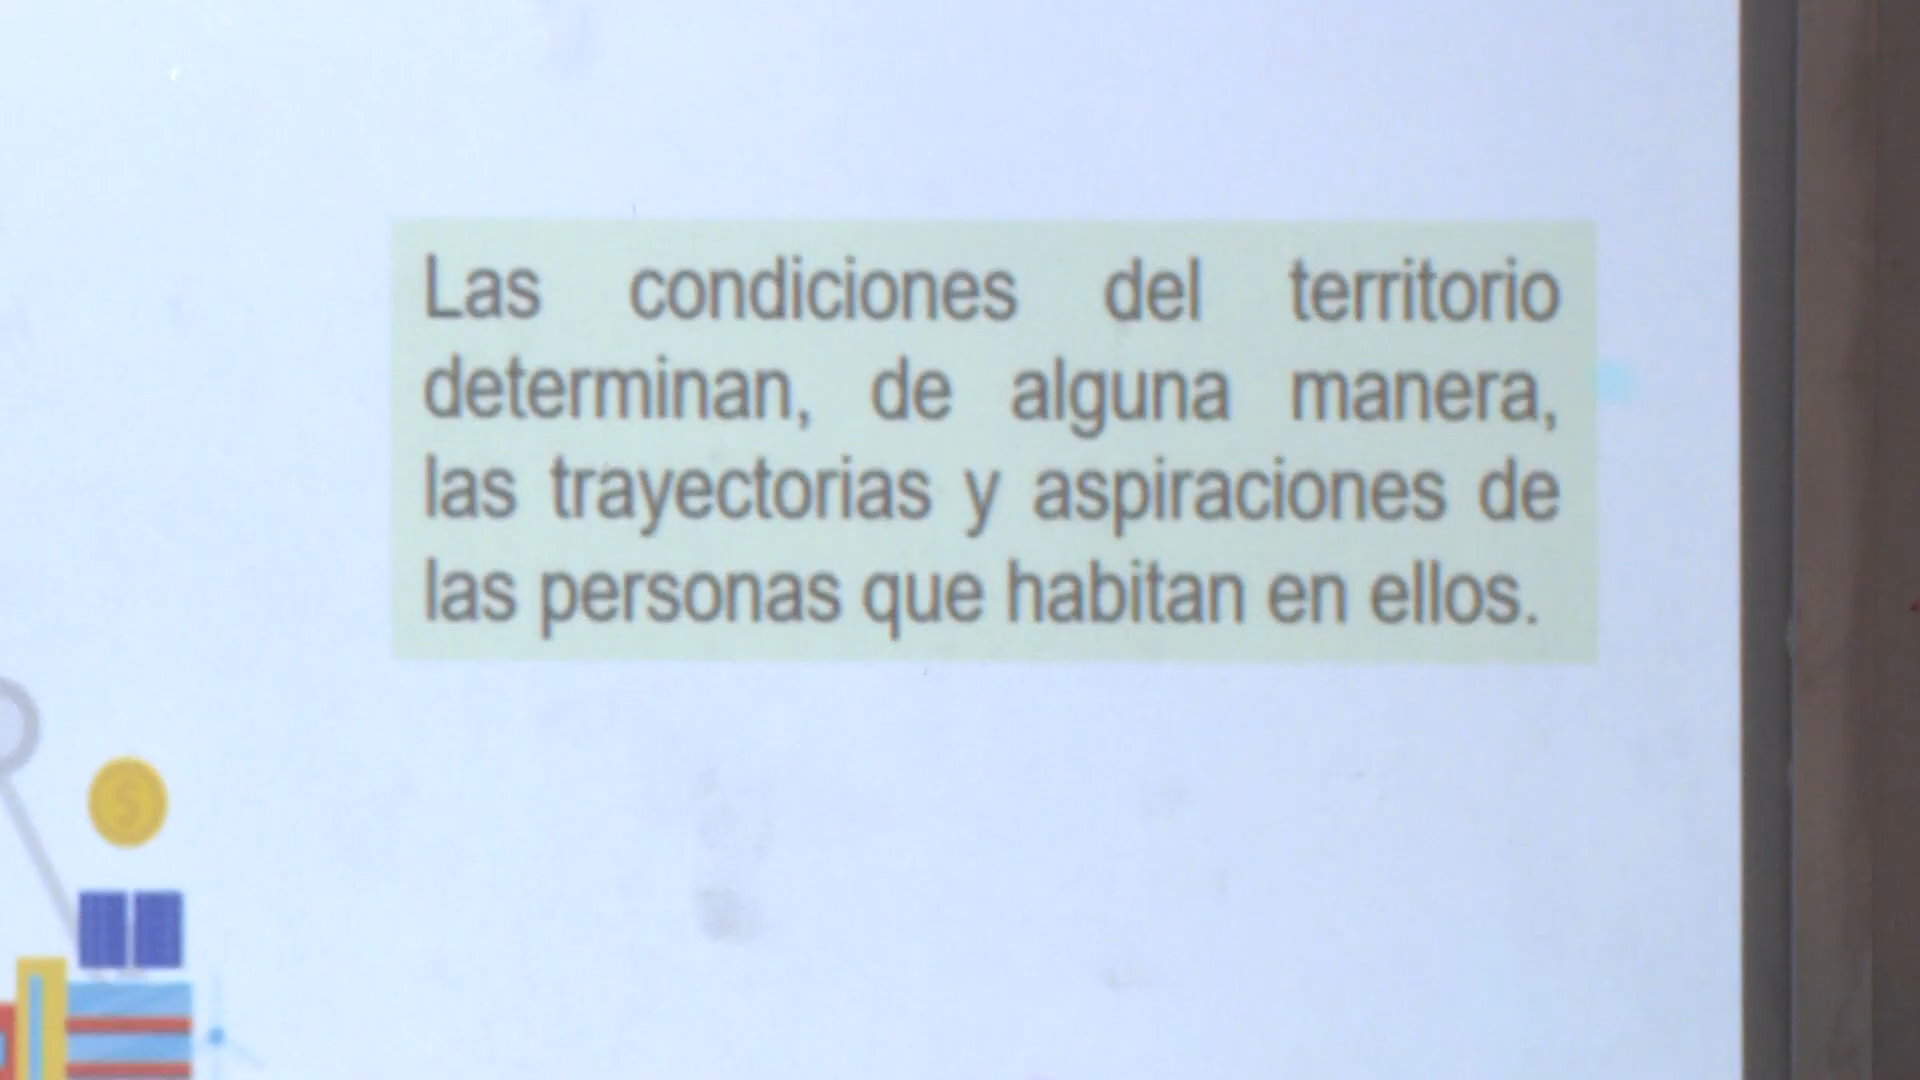 Las condiciones del territorio
determinan, de alguna manera,
las trayectorias y aspiraciones de
las personas que habitan en ellos.
$